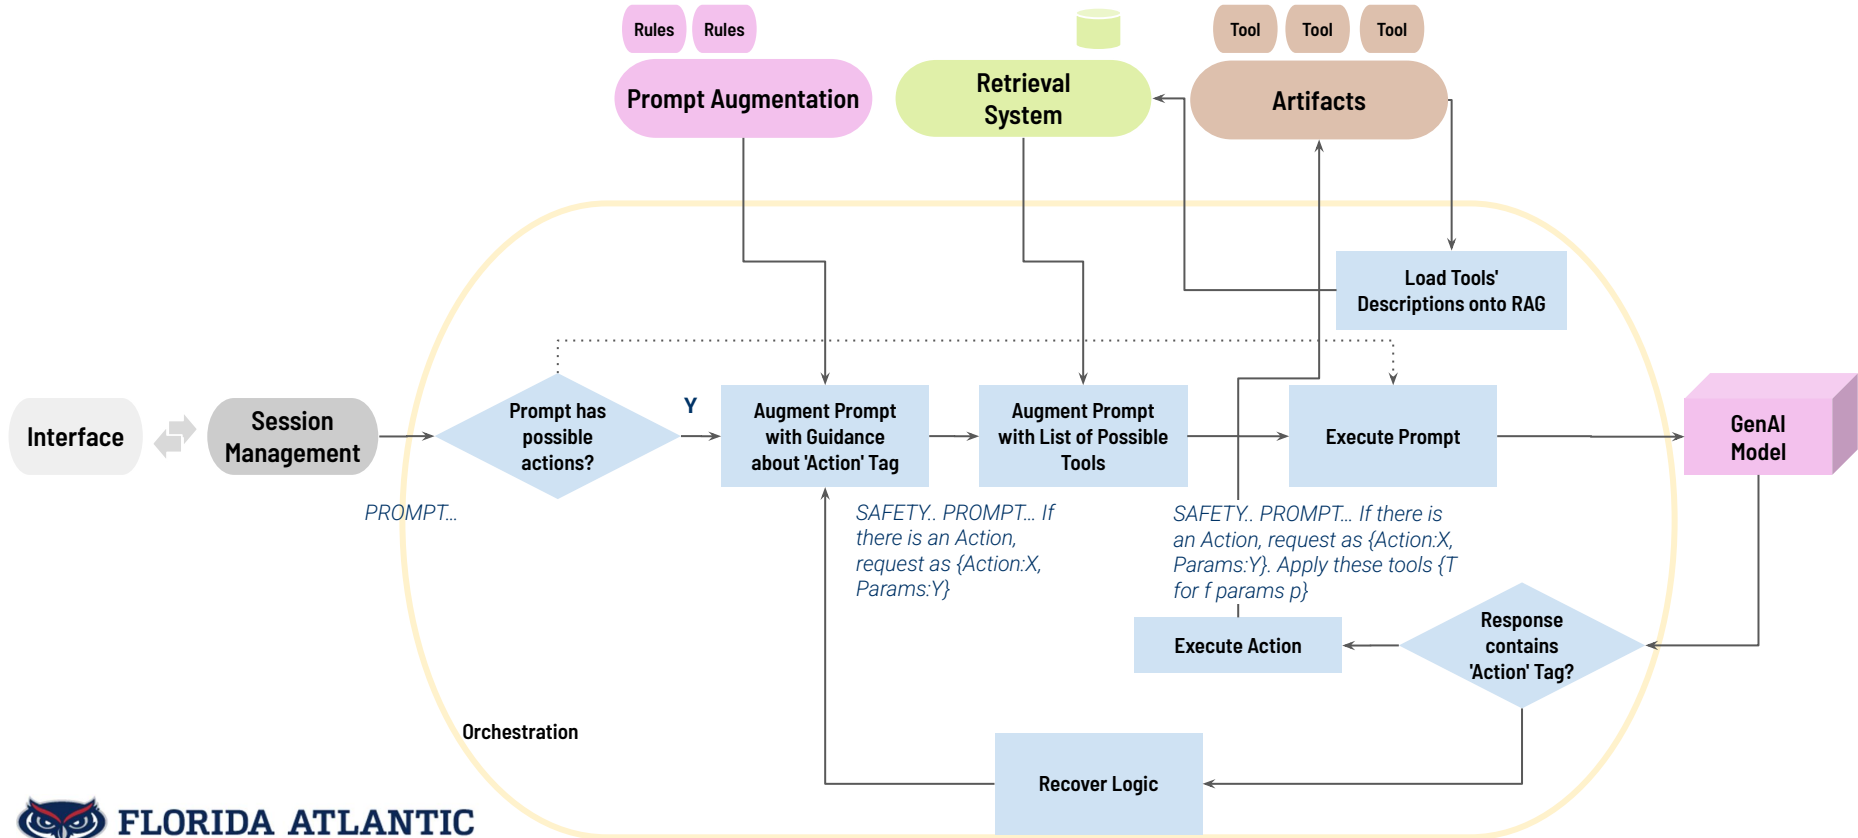 Rules
Rules
Tool
Tool
Tool
Prompt Augmentation
Retrieval
System
Artifacts
Load Tools'
Descriptions onto RAG
Interface
Session
Management
Prompt has
possible
actions?
Y
Augment Prompt
with Guidance
about 'Action' Tag
Augment Prompt
with List of Possible
Tools
Execute Prompt
GenAI
Model
PROMPT...
SAFETY.. PROMPT... If
there is an Action,
request as {Action:X,
Params:Y}
SAFETY.. PROMPT... If there is
an Action, request as {Action:X,
Params:Y}. Apply these tools {T
for f params p}
Execute Action
Response
contains
'Action' Tag?
Orchestration
Recover Logic
FLORIDA ATLANTIC